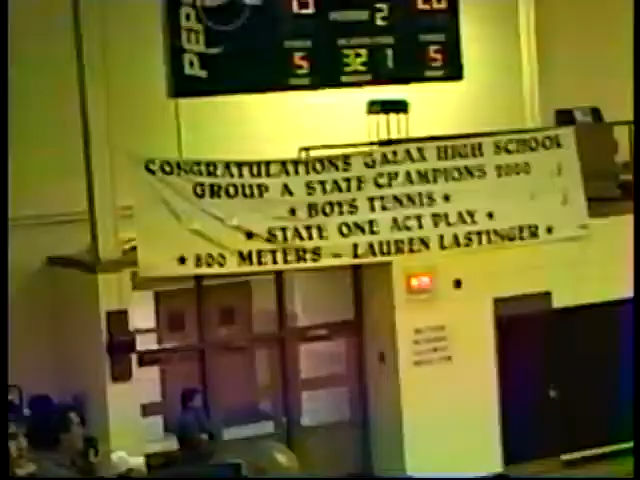 PEPSI
2
5 32 1 5
CONGRATULATIONS GALAX HIGH SCHOOL
GROUP A STATE CHAMPIONS 2000
* BOYS TENNIS *
* STATE ONE ACT PLAY *
* 800 METERS - LAUREN LASTINGER *